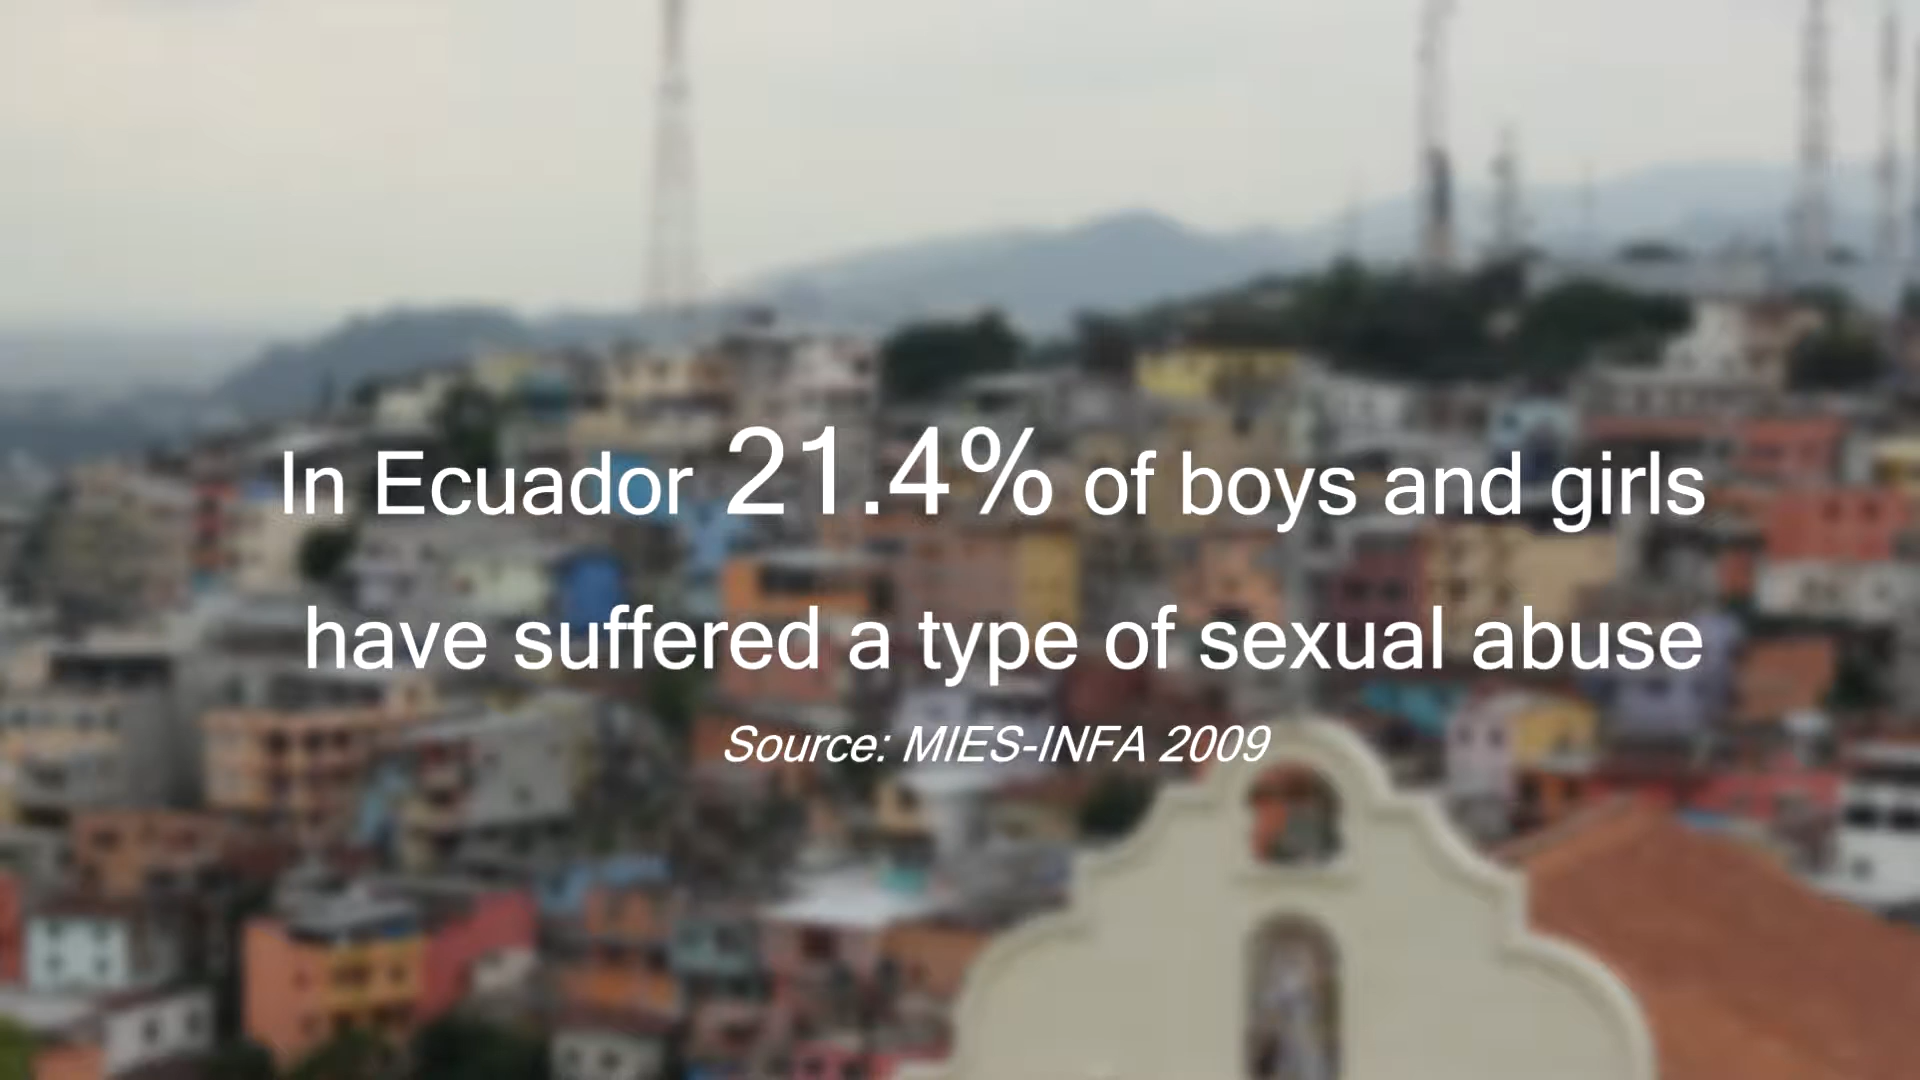 In Ecuador 21.4% of boys and girls
have suffered a type of sexual abuse
Source: MIES-INFA 2009